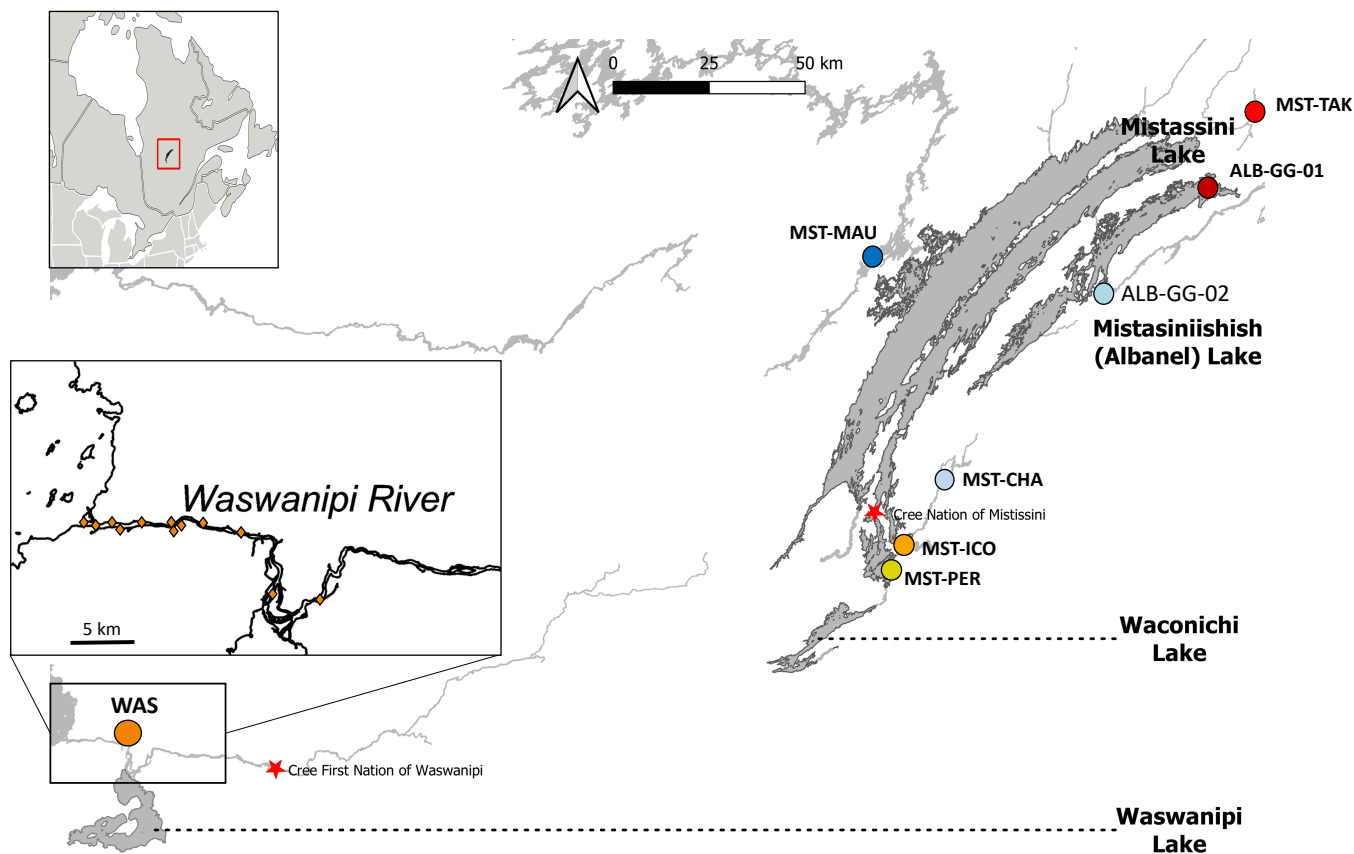 0 25 50 km
MST-TAK
Mistassini
Lake
ALB-GG-01
MST-MAU
ALB-GG-02
Mistasiniishish
(Albanel) Lake
Waswanipi River
5 km
MST-CHA
Cree Nation of Mistissini
MST-ICO
MST-PER
Waconichi
Lake
WAS
Cree First Nation of Waswanipi
Waswanipi
Lake